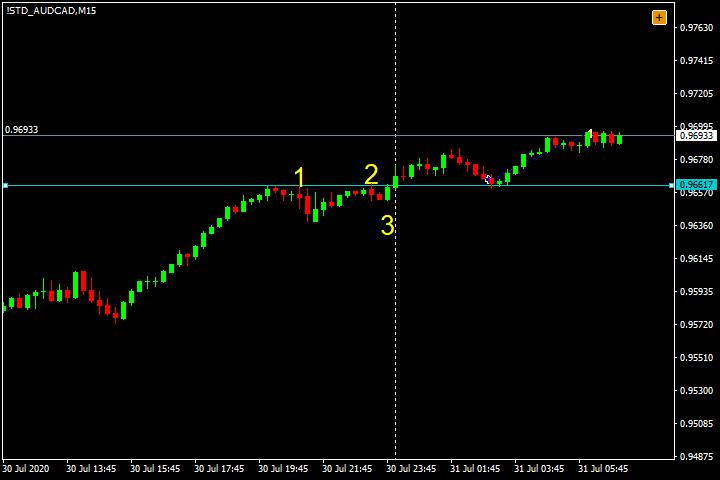 !STD_AUDCAD,M15
+
0.97630
0.97415
0.97205
0.96995
0.96933
0.96933
0.96780
0.96617
0.96570
0.96360
0.96145
0.95935
0.95720
0.95510
0.95300
0.95085
0.94875
1
2
3
1
30 Jul 2020
30 Jul 13:45
30 Jul 15:45
30 Jul 17:45
30 Jul 19:45
30 Jul 21:45
30 Jul 23:45
31 Jul 01:45
31 Jul 03:45
31 Jul 05:45